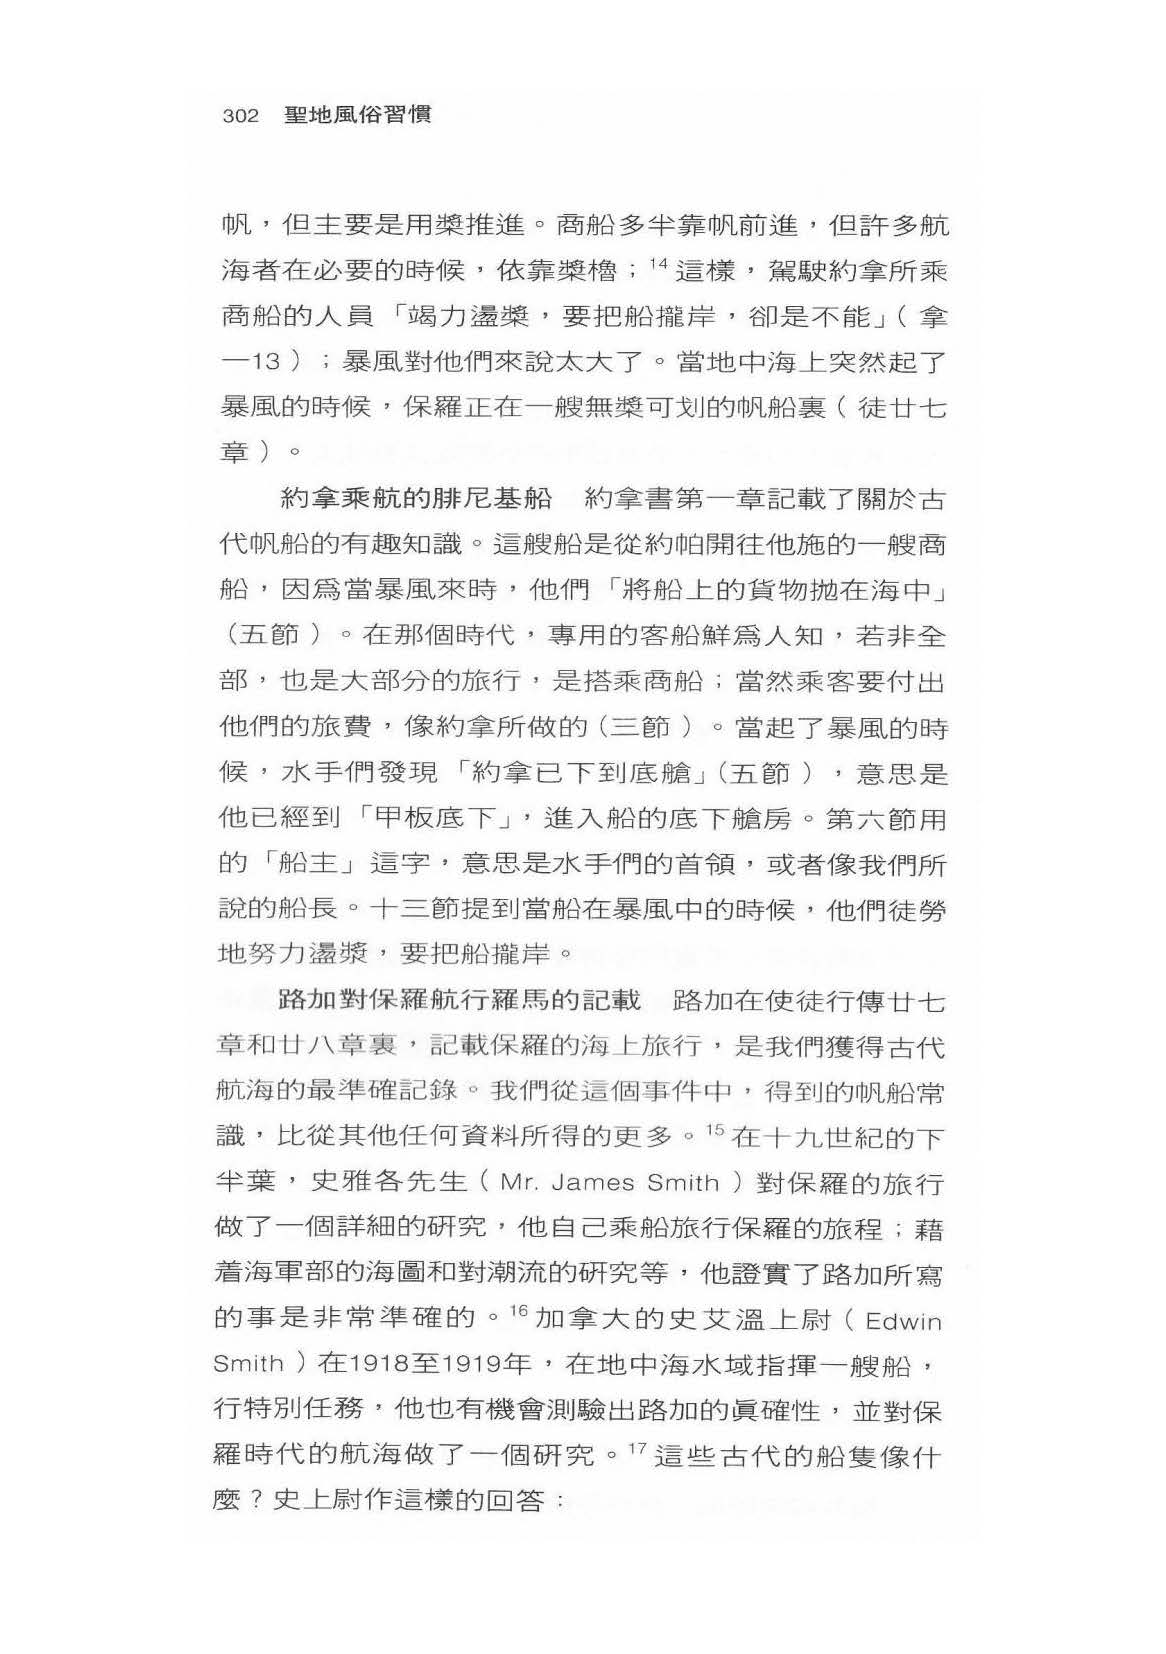 302 聖地風俗習慣
帆，但主要是用槳推進。商船多半靠帆前進，但許多航
海者在必要的時候，依靠槳櫓；14這樣，駕駛約拿所乘
商船的人員「竭力盪槳，要把船攏岸，卻是不能」（拿
一13）；暴風對他們來說太大了。當地中海上突然起了
暴風的時候，保羅正在一艘無槳可划的帆船裏（徒廿七
章）。
約拿乘航的腓尼基船　約拿書第一章記載了關於古
代帆船的有趣知識。這艘船是從約帕開往他施的一艘商
船，因爲當暴風來時，他們「將船上的貨物拋在海中」
（五節）。在那個時代，專用的客船鮮爲人知，若非全
部，也是大部分的旅行，是搭乘商船；當然乘客要付出
他們的旅費，像約拿所做的（三節）。當起了暴風的時
候，水手們發現「約拿已下到底艙」（五節），意思是
他已經到「甲板底下」，進入船的底下艙房。第六節用
的「船主」這字，意思是水手們的首領，或者像我們所
說的船長。十三節提到當船在暴風中的時候，他們徒勞
地努力盪漿，要把船攏岸。
路加對保羅航行羅馬的記載　路加在使徒行傳廿七
章和廿八章裏，記載保羅的海上旅行，是我們獲得古代
航海的最準確記錄。我們從這個事件中，得到的帆船常
識，比從其他任何資料所得的更多。15在十九世紀的下
半葉，史雅各先生（Mr. James Smith）對保羅的旅行
做了一個詳細的研究，他自己乘船旅行保羅的旅程；藉
着海軍部的海圖和對潮流的研究等，他證實了路加所寫
的事是非常準確的。16加拿大的史艾溫上尉（Edwin
Smith）在1918至1919年，在地中海水域指揮一艘船，
行特別任務，他也有機會測驗出路加的眞確性，並對保
羅時代的航海做了一個研究。17這些古代的船隻像什
麼？史上尉作這樣的回答：